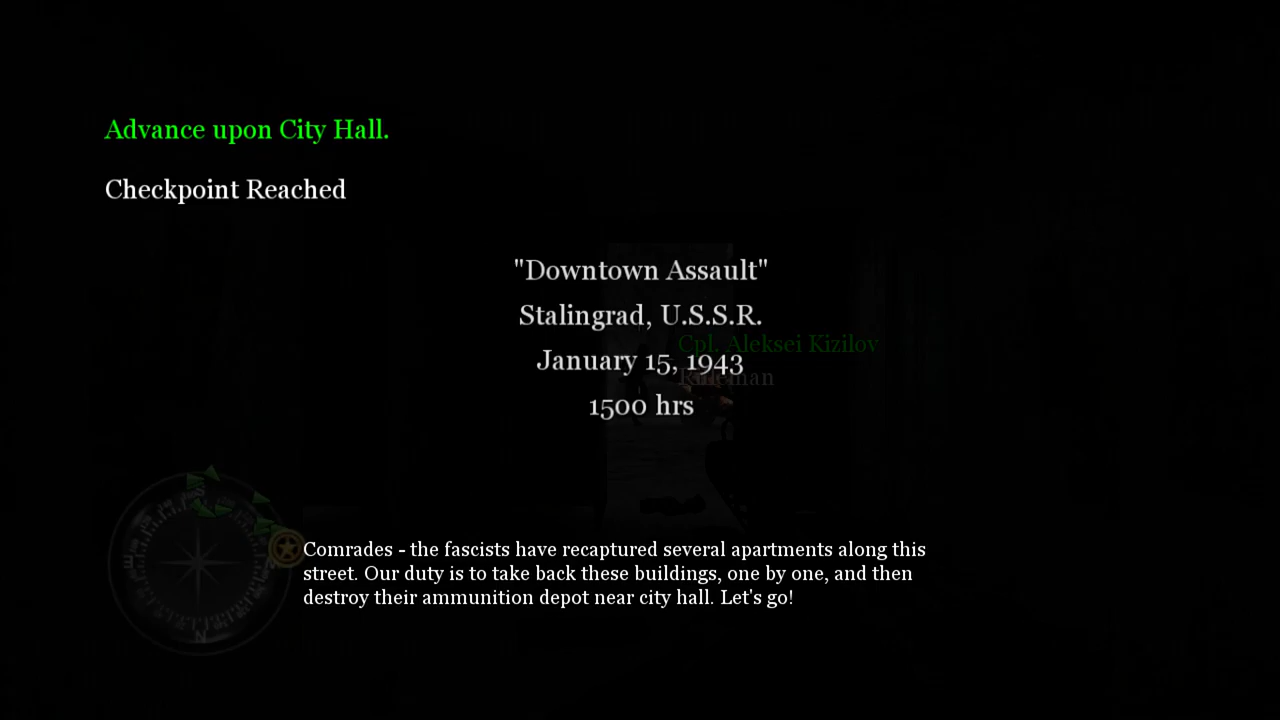 Advance upon City Hall.
Checkpoint Reached
"Downtown Assault"
Stalingrad, U.S.S.R.
Cpl. Aleksei Kizilov
January 15, 1943
Rifleman
1500 hrs
Comrades - the fascists have recaptured several apartments along this
street. Our duty is to take back these buildings, one by one, and then
destroy their ammunition depot near city hall. Let's go!